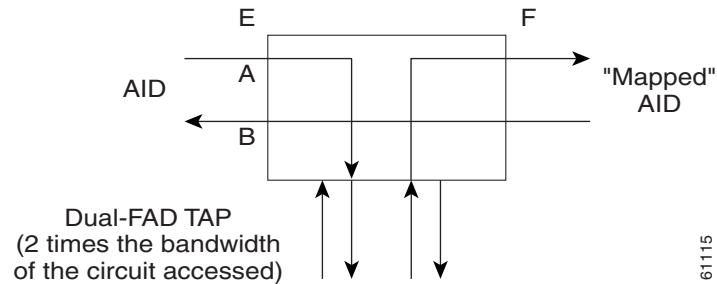 E
F
A
AID
"Mapped"
AID
B
Dual-FAD TAP
(2 times the bandwidth
of the circuit accessed)
61115